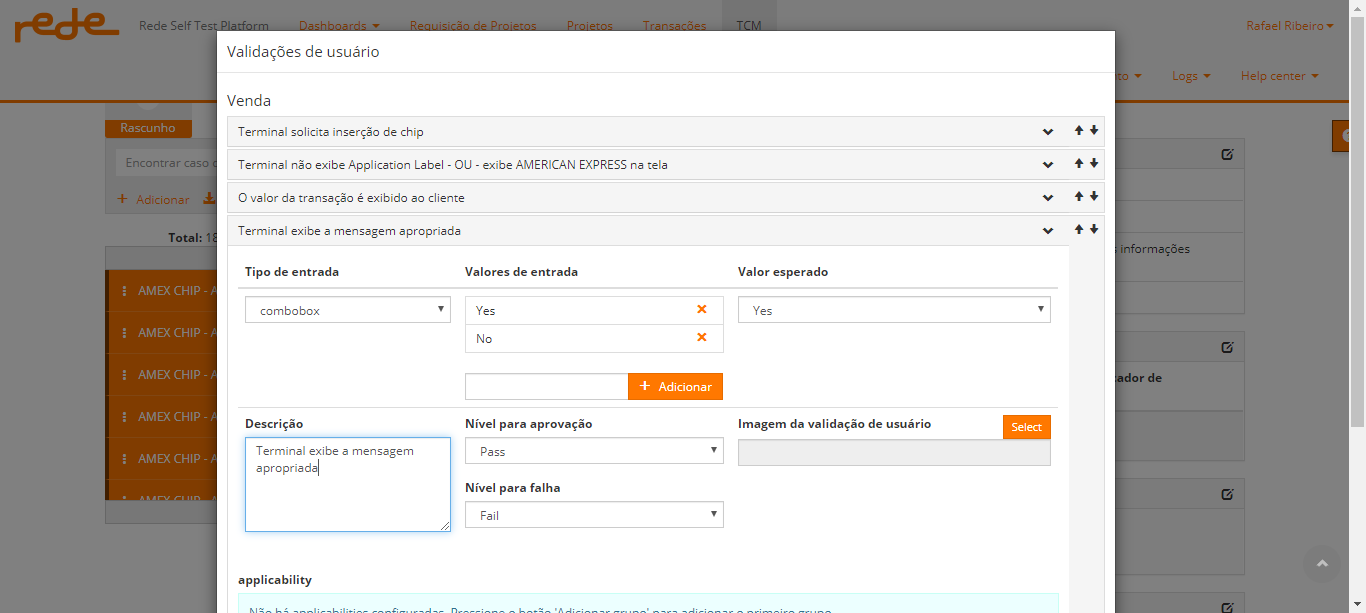 rede
Rede Self Test Platform
Dashboards
Requisição de Projetos
Projetos
Transações
TCM
Rafael Ribeiro
Logs
Help center
Validações de usuário
Venda
Rascunho
Terminal solicita inserção de chip
Encontrar caso
Terminal não exibe Application Label - OU - exibe AMERICAN EXPRESS na tela
+ Adicionar
O valor da transação é exibido ao cliente
Total: 18
Terminal exibe a mensagem apropriada
informações
Tipo de entrada
Valores de entrada
Valor esperado
AMEX CHIP - A
combobox
Yes
Yes
AMEX CHIP - A
No
AMEX CHIP - A
+ Adicionar
AMEX CHIP - A
Descrição
Nível para aprovação
Imagem da validação de usuário
Select
Terminal exibe a mensagem
apropriada
Pass
AMEX CHIP - A
Nível para falha
AMEX CHIP - A
Fail
applicability
Não há applicabilities configuradas. Pressione o botão 'Adicionar grupo' para adicionar o primeiro grupo